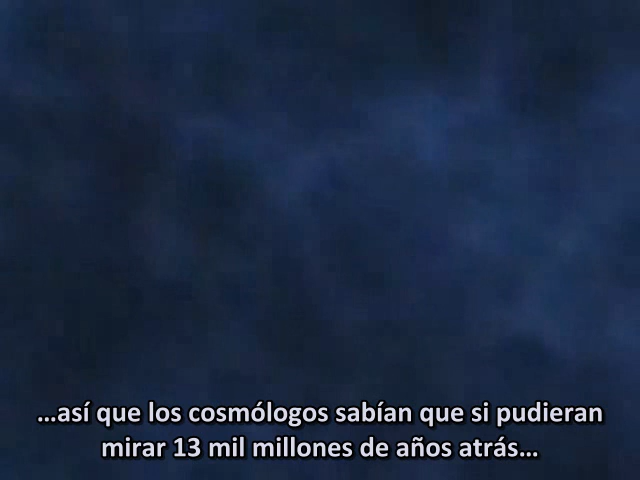 ...así que los cosmólogos sabían que si pudieran
mirar 13 mil millones de años atrás...